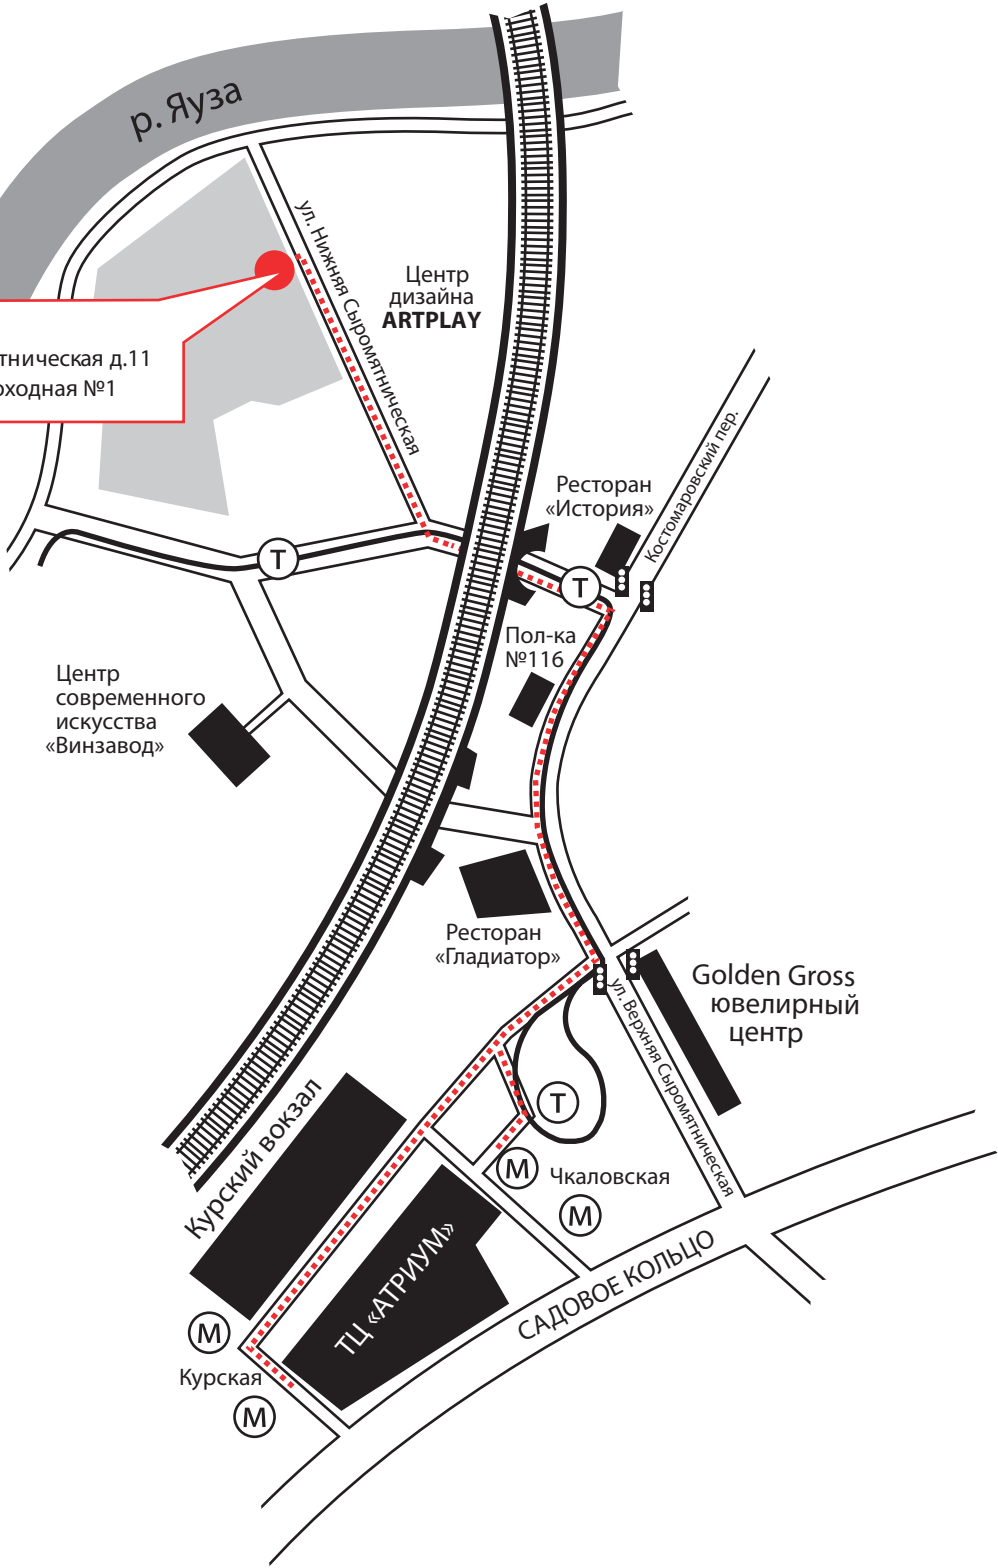 р. Яуза
ул. Нижняя Сыромятническая
Центр
дизайна
ARTPLAY
тническая д.11
ходная №1
Ресторан
«История»
Костомаровский пер.
Т
Т
Пол-ка
№116
Центр
современного
искусства
«Винзавод»
Ресторан
«Гладиатор»
Golden Gross
ювелирный
центр
ул. Верхняя Сыромятническая
Т
Курский вокзал
М
Чкаловская
М
ТЦ «АТРИУМ»
САДОВОЕ КОЛЬЦО
М
Курская
М